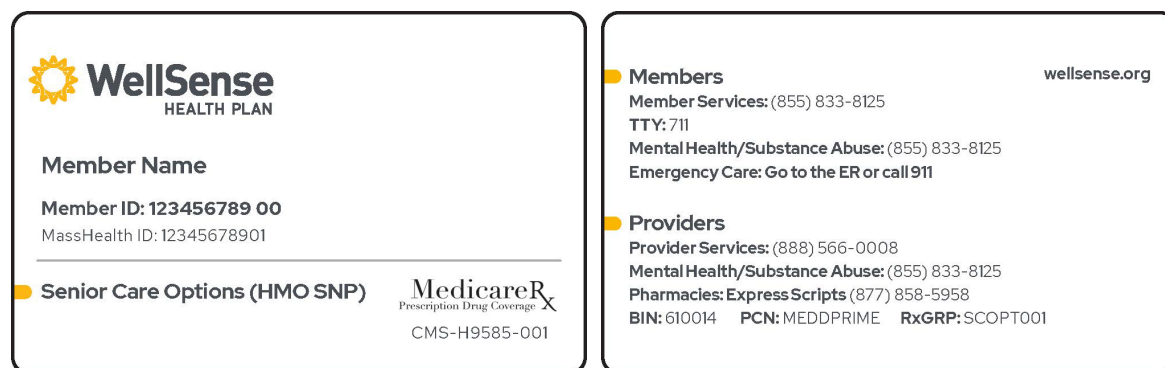 WellSense
HEALTH PLAN
Member Name
Member ID: 123456789 00
MassHealth ID: 12345678901
Senior Care Options (HMO SNP)
MedicareRx
Prescription Drug Coverage
CMS-H9585-001
Members
wellsense.org
Member Services: (855) 833-8125
TTY: 711
Mental Health/Substance Abuse: (855) 833-8125
Emergency Care: Go to the ER or call 911
Providers
Provider Services: (888) 566-0008
Mental Health/Substance Abuse: (855) 833-8125
Pharmacies: Express Scripts (877) 858-5958
BIN: 610014 PCN: MEDDPRIME RxGRP: SCOPT001